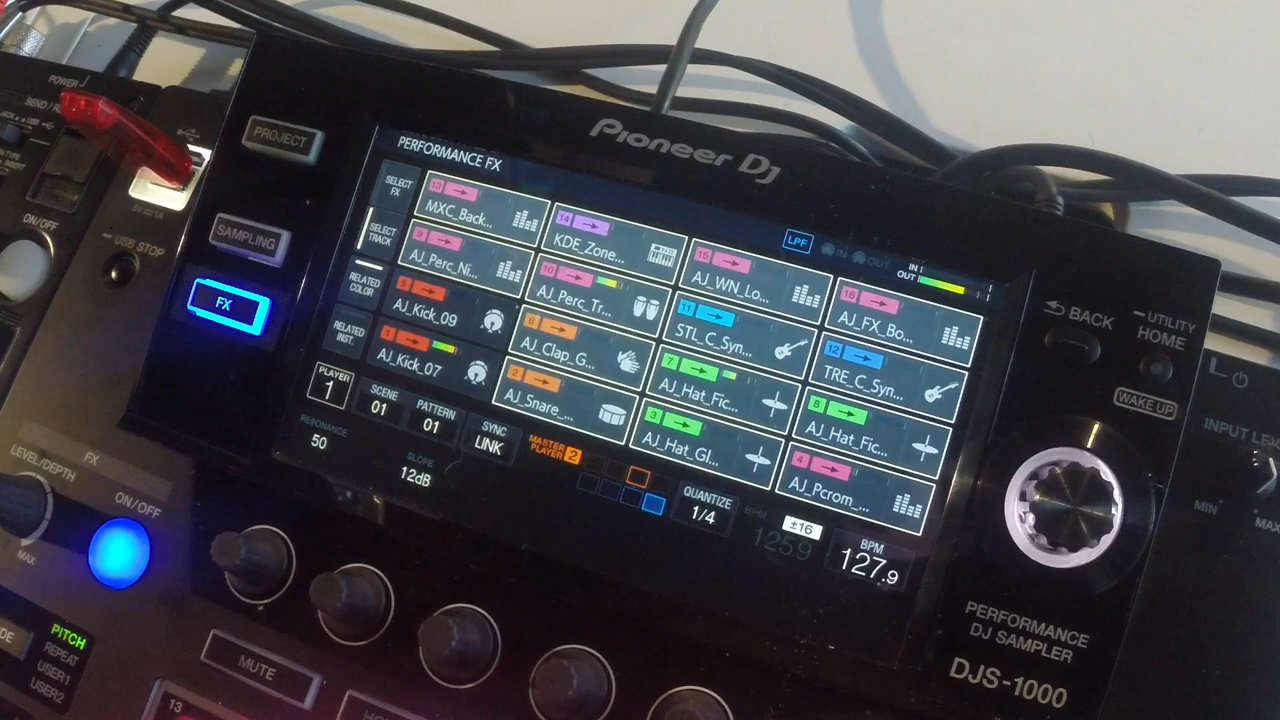 Pioneer Dj
POWER
SEND/R
ON/OFF
USB STOP
PROJECT
SAMPLING
FX
PERFORMANCE FX
SELECT FX
SELECT TRACK
RELATED COLOR
RELATED INST.
LPF
IN
OUT
IN
OUT
13 MXC_Back...
14 KDE_Zone...
15 AJ_WN_Lo...
16 AJ_FX_Bo...
9 AJ_Perc_Ni...
10 AJ_Perc_Tr...
11 STL_C_Syn...
12 TRE_C_Syn...
5 AJ_Kick_09
6 AJ_Clap_G...
7 AJ_Hat_Fic...
8 AJ_Hat_Fic...
1 AJ_Kick_07
2 AJ_Snare_...
3 AJ_Hat_Gl...
4 AJ_Pcrom_...
PLAYER 1
SCENE 01
PATTERN 01
SYNC LINK
MASTER PLAYER 2
QUANTIZE 1/4
BPM 125.9
±16
BPM 127.9
RESONANCE 50
SLOPE 12dB
BACK
UTILITY
HOME
WAKE UP
INPUT LEV
MIN
MAX
PERFORMANCE
DJ SAMPLER
DJS-1000
FX
LEVEL/DEPTH
ON/OFF
MAX
PITCH
REPEAT
USER1
USER2
MUTE
13